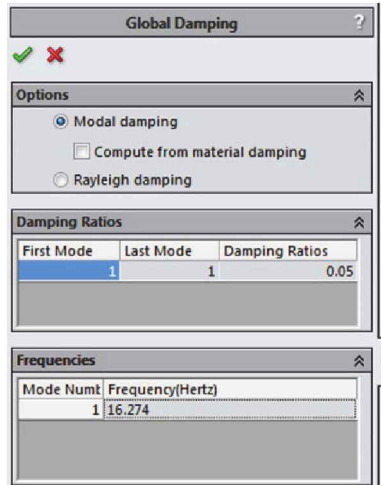 Global Damping ?
Options
Modal damping
Compute from material damping
Rayleigh damping
Damping Ratios
First Mode Last Mode Damping Ratios
1 1 0.05
Frequencies
Mode Numt Frequency(Hertz)
1 16.274